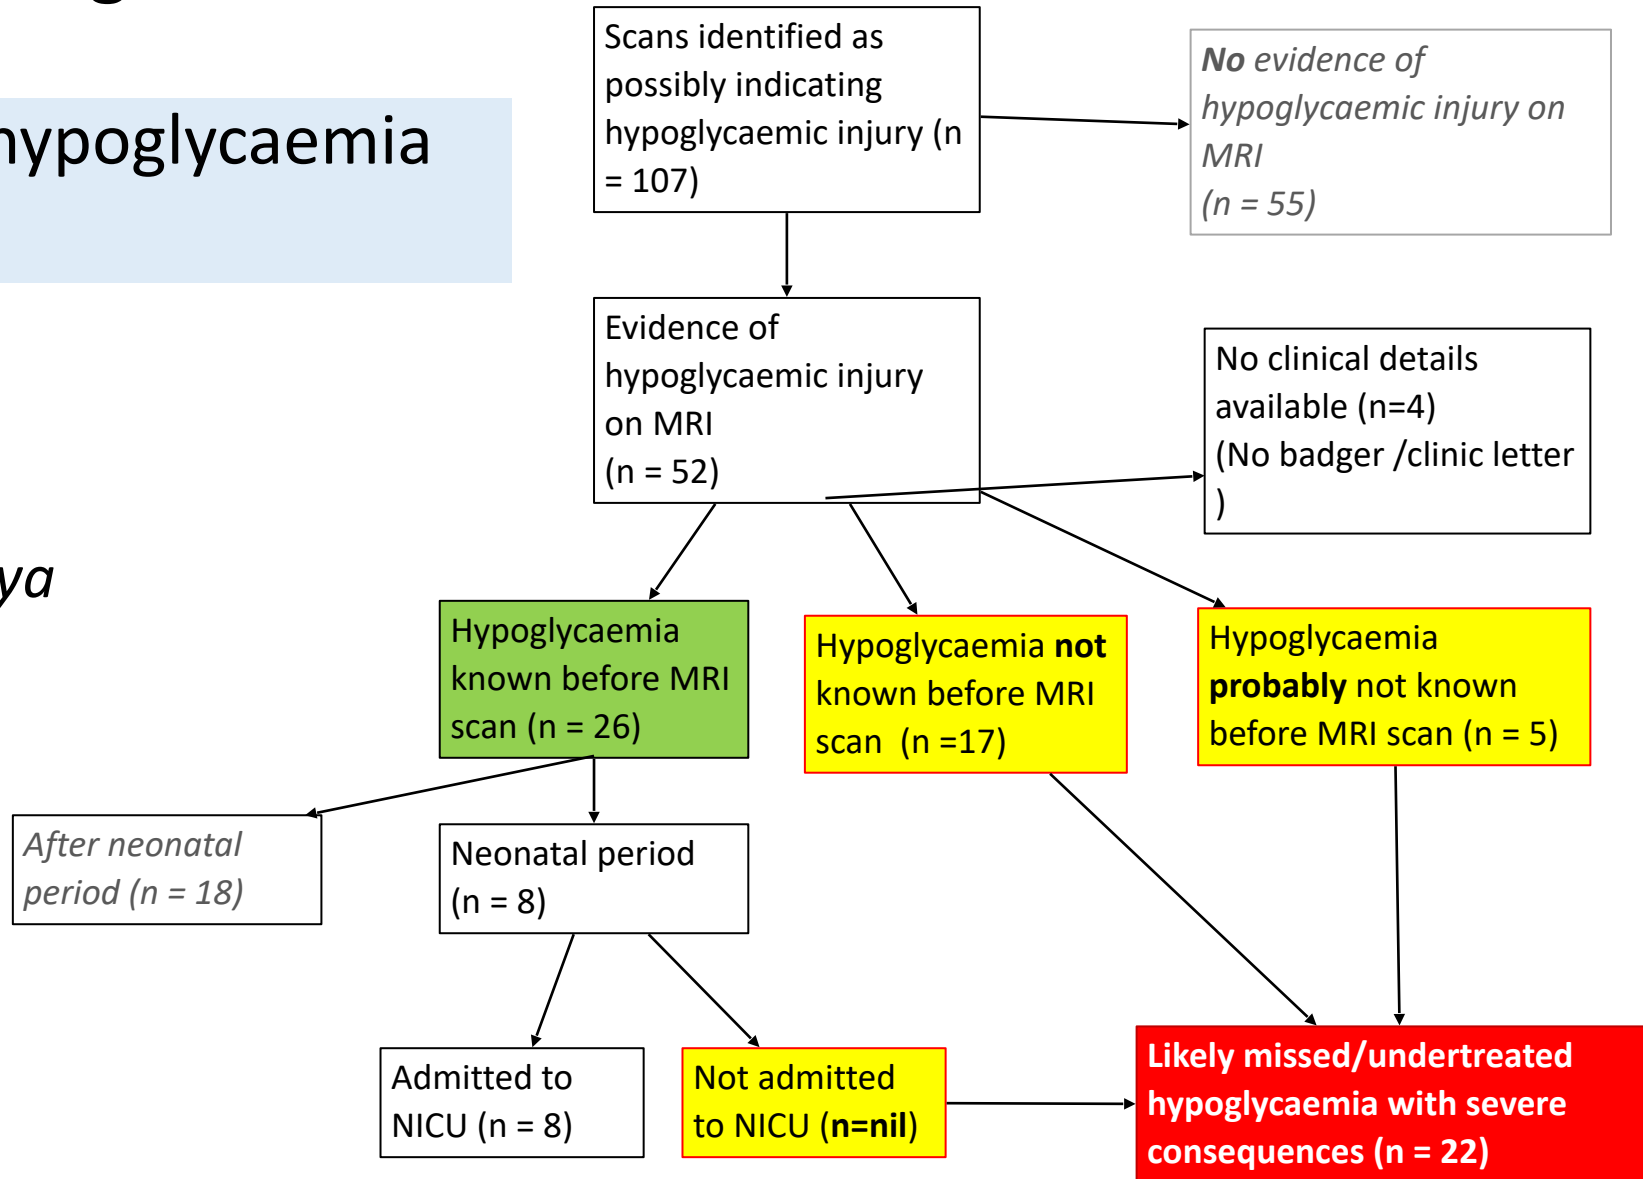 g
hypoglycaemia
ya
Scans identified as
possibly indicating
hypoglycaemic injury (n
= 107)
No evidence of
hypoglycaemic injury on
MRI
(n = 55)
Evidence of
hypoglycaemic injury
on MRI
(n = 52)
No clinical details
available (n=4)
(No badger /clinic letter
)
Hypoglycaemia
known before MRI
scan (n = 26)
Hypoglycaemia not
known before MRI
scan  (n =17)
Hypoglycaemia
probably not known
before MRI scan (n = 5)
After neonatal
period (n = 18)
Neonatal period
(n = 8)
Admitted to
NICU (n = 8)
Not admitted
to NICU (n=nil)
Likely missed/undertreated
hypoglycaemia with severe
consequences (n = 22)